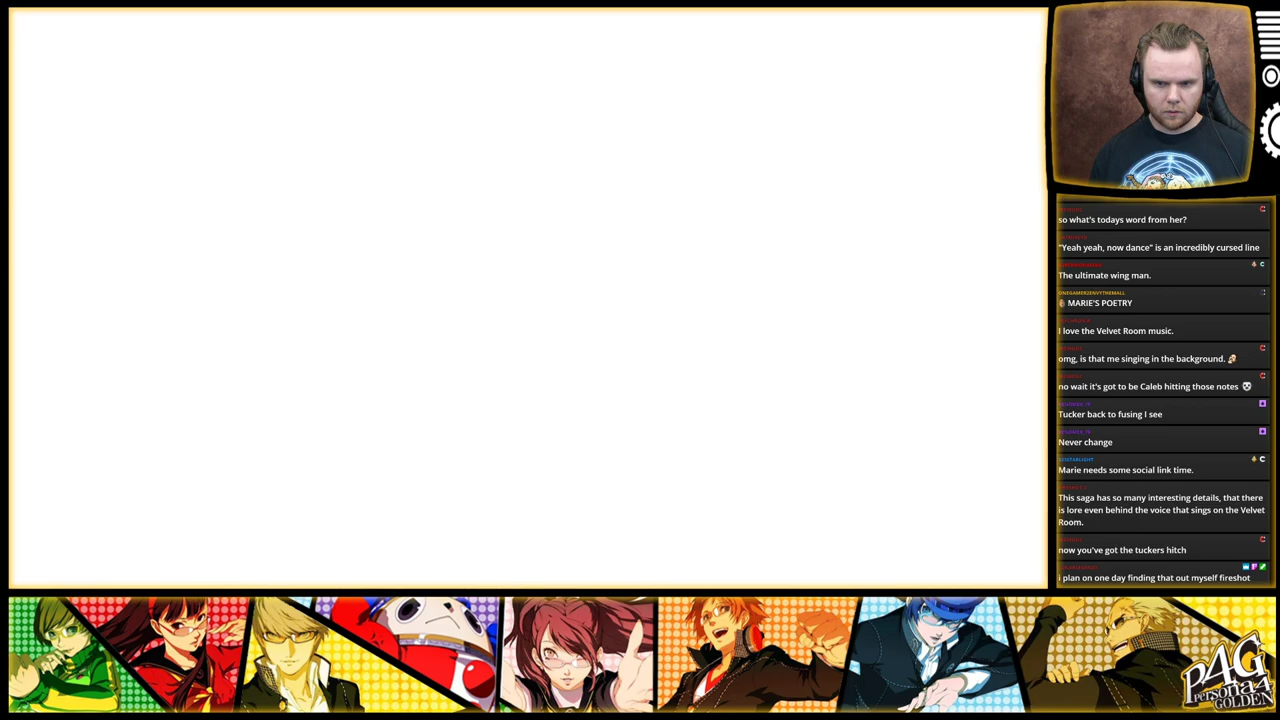 so what's todays word from her?
"Yeah yeah, now dance" is an incredibly cursed line
The ultimate wing man.
MARIE'S POETRY
I love the Velvet Room music.
omg, is that me singing in the background.
no wait it's got to be Caleb hitting those notes
Tucker back to fusing I see
Never change
Marie needs some social link time.
This saga has so many interesting details, that there
is lore even behind the voice that sings on the Velvet
Room.
now you've got the tuckers hitch
i plan on one day finding that out myself fireshot
P4G
Persona4
GOLDEN